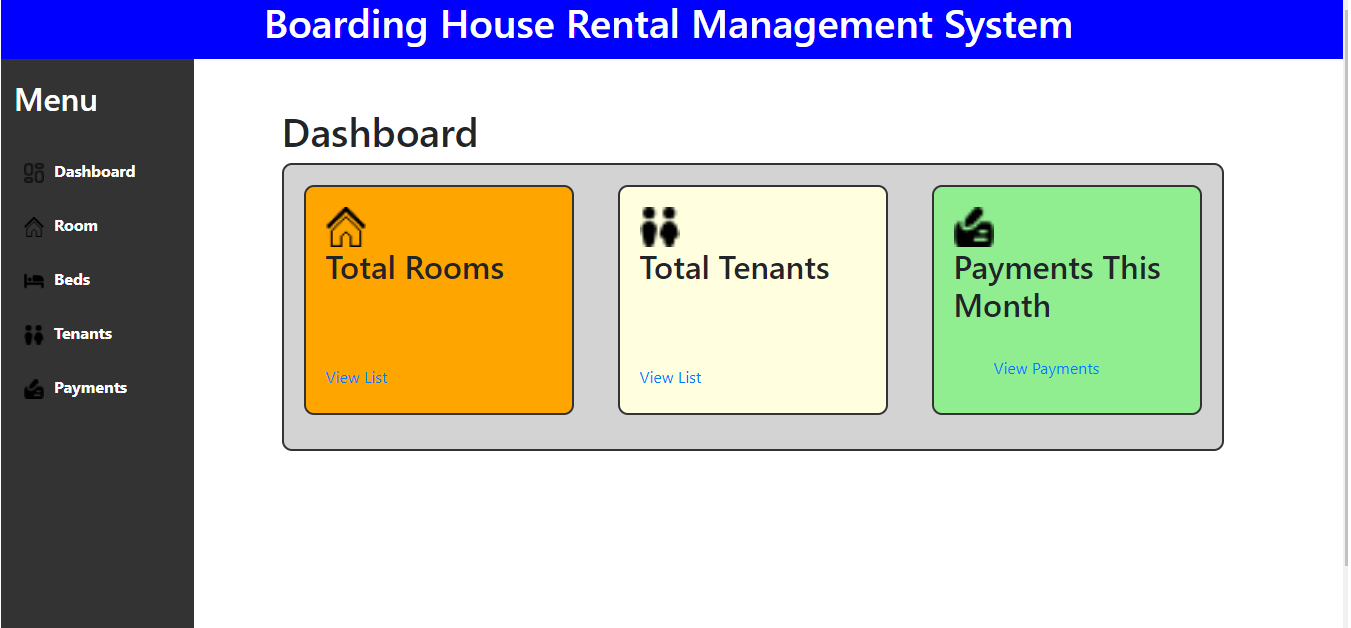 Boarding House Rental Management System
Menu
Dashboard
Room
Beds
Tenants
Payments
Dashboard
Total Rooms
View List
Total Tenants
View List
Payments This
Month
View Payments